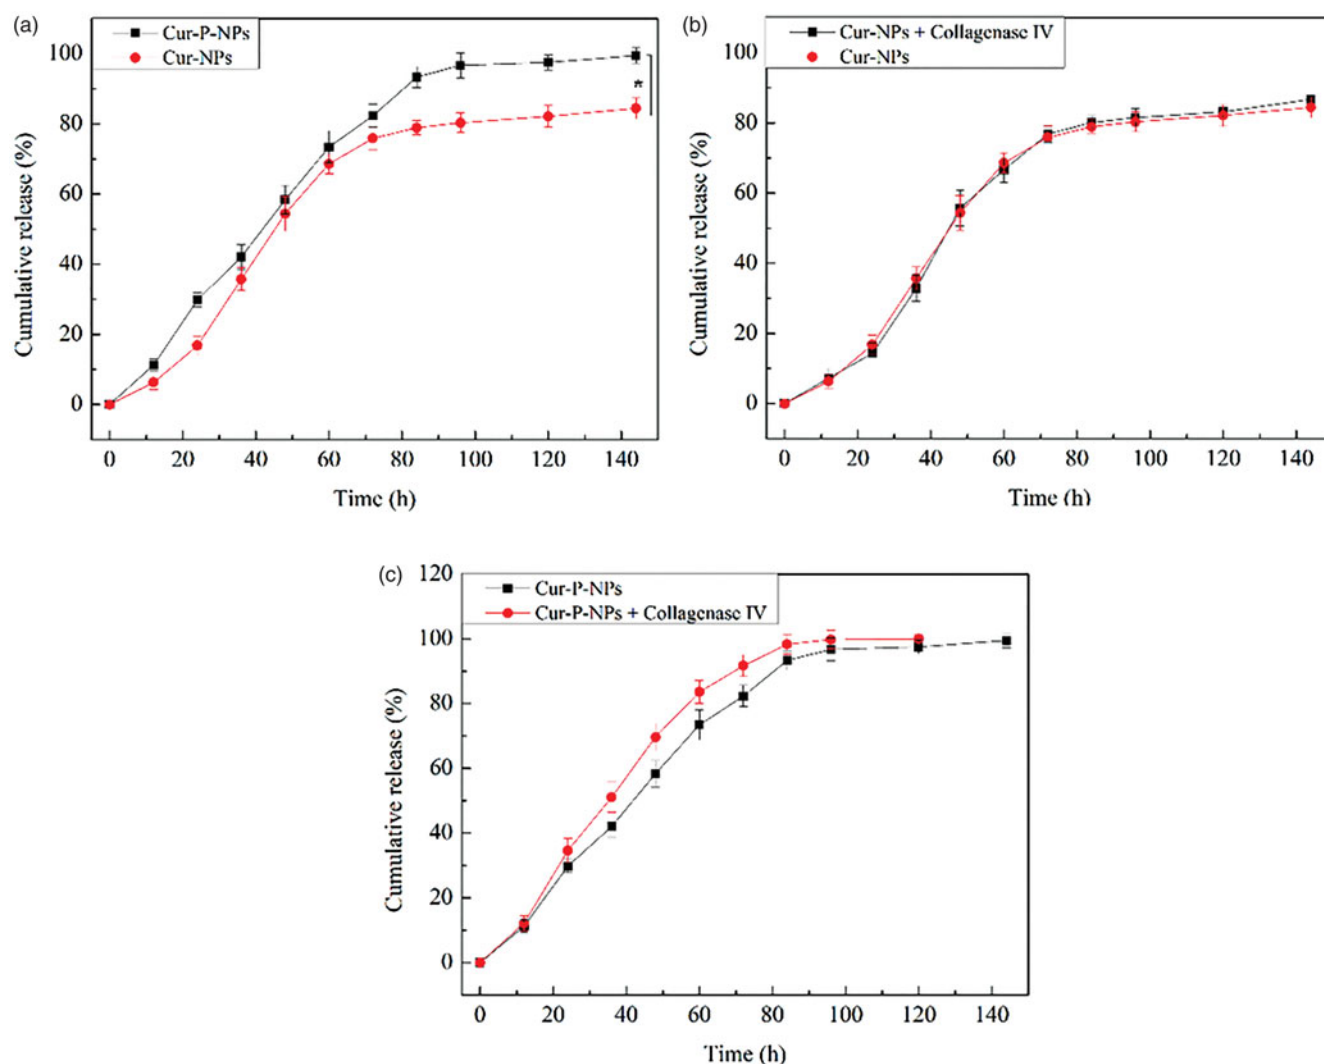 (a)
Cur-P-NPs
Cur-NPs
100
80
60
40
20
0
*
Cumulative release (%)
0 20 40 60 80 100 120 140
Time (h)
(b)
Cur-NPs + Collagenase IV
Cur-NPs
100
80
60
40
20
0
Cumulative release (%)
0 20 40 60 80 100 120 140
Time (h)
(c)
Cur-P-NPs
Cur-P-NPs + Collagenase IV
120
100
80
60
40
20
0
Cumulative release (%)
0 20 40 60 80 100 120 140
Time (h)